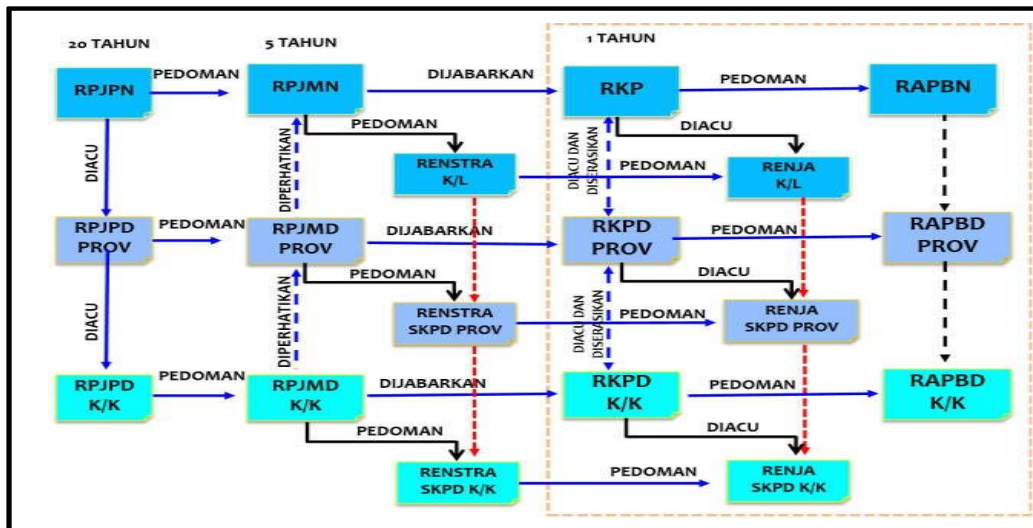 20 TAHUN
5 TAHUN
1 TAHUN
RPJPN
PEDOMAN
RPJMN
DIJABARKAN
RKP
PEDOMAN
RAPBN
DIACU
DIPERHATIKAN
PEDOMAN
RENSTRA
K/L
PEDOMAN
DIACU DAN
DISERASIKAN
DIACU
RENJA
K/L
RPJPD
PROV
PEDOMAN
RPJMD
PROV
DIJABARKAN
RKPD
PROV
PEDOMAN
RAPBD
PROV
DIACU
DIPERHATIKAN
PEDOMAN
RENSTRA
SKPD PROV
PEDOMAN
DIACU DAN
DISERASIKAN
DIACU
RENJA
SKPD PROV
RPJPD
K/K
PEDOMAN
RPJMD
K/K
DIJABARKAN
RKPD
K/K
PEDOMAN
RAPBD
K/K
PEDOMAN
RENSTRA
SKPD K/K
PEDOMAN
DIACU
RENJA
SKPD K/K